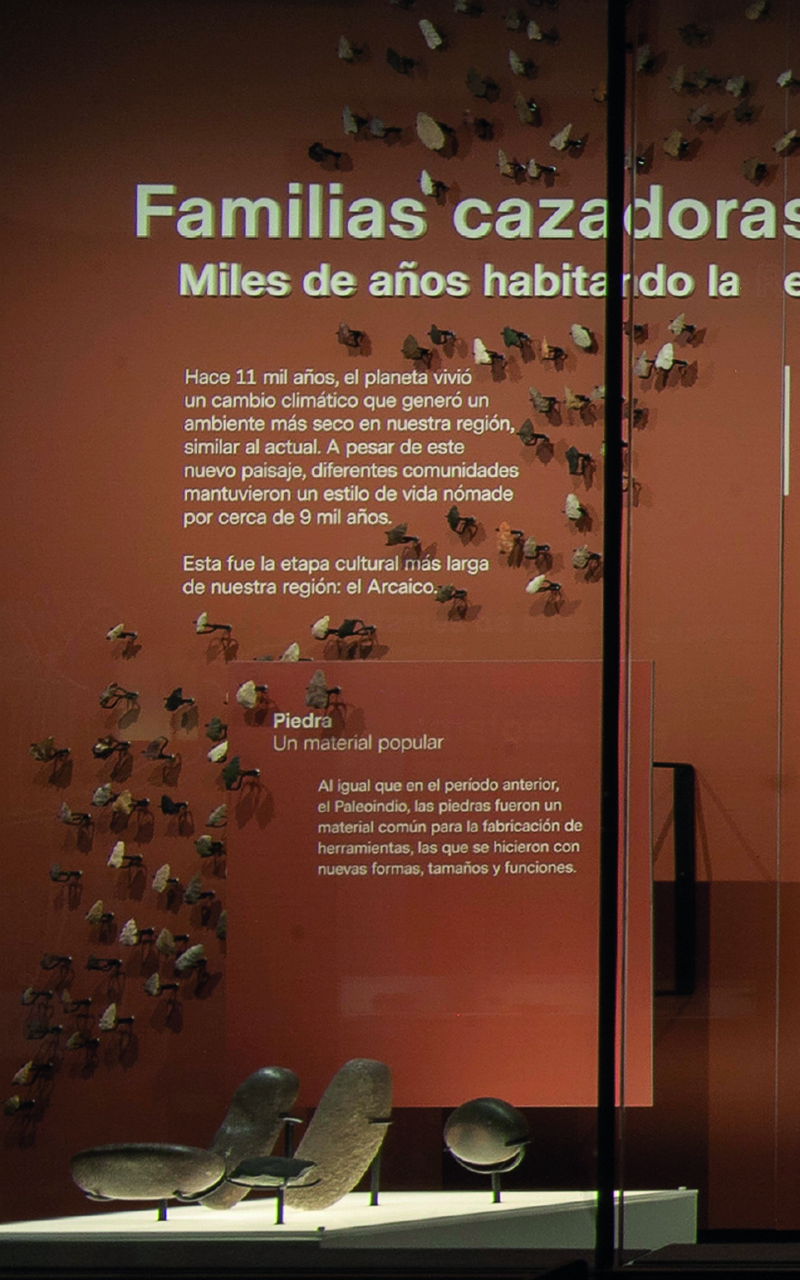 Familias cazadoras
Miles de años habitando la
Hace 11 mil años, el planeta vivió
un cambio climático que generó un
ambiente más seco en nuestra región,
similar al actual. A pesar de este
nuevo paisaje, diferentes comunidades
mantuvieron un estilo de vida nómade
por cerca de 9 mil años.
Esta fue la etapa cultural más larga
de nuestra región: el Arcaico.
Piedra
Un material popular
Al igual que en el período anterior,
el Paleoindio, las piedras fueron un
material común para la fabricación de
herramientas, las que se hicieron con
nuevas formas, tamaños y funciones.